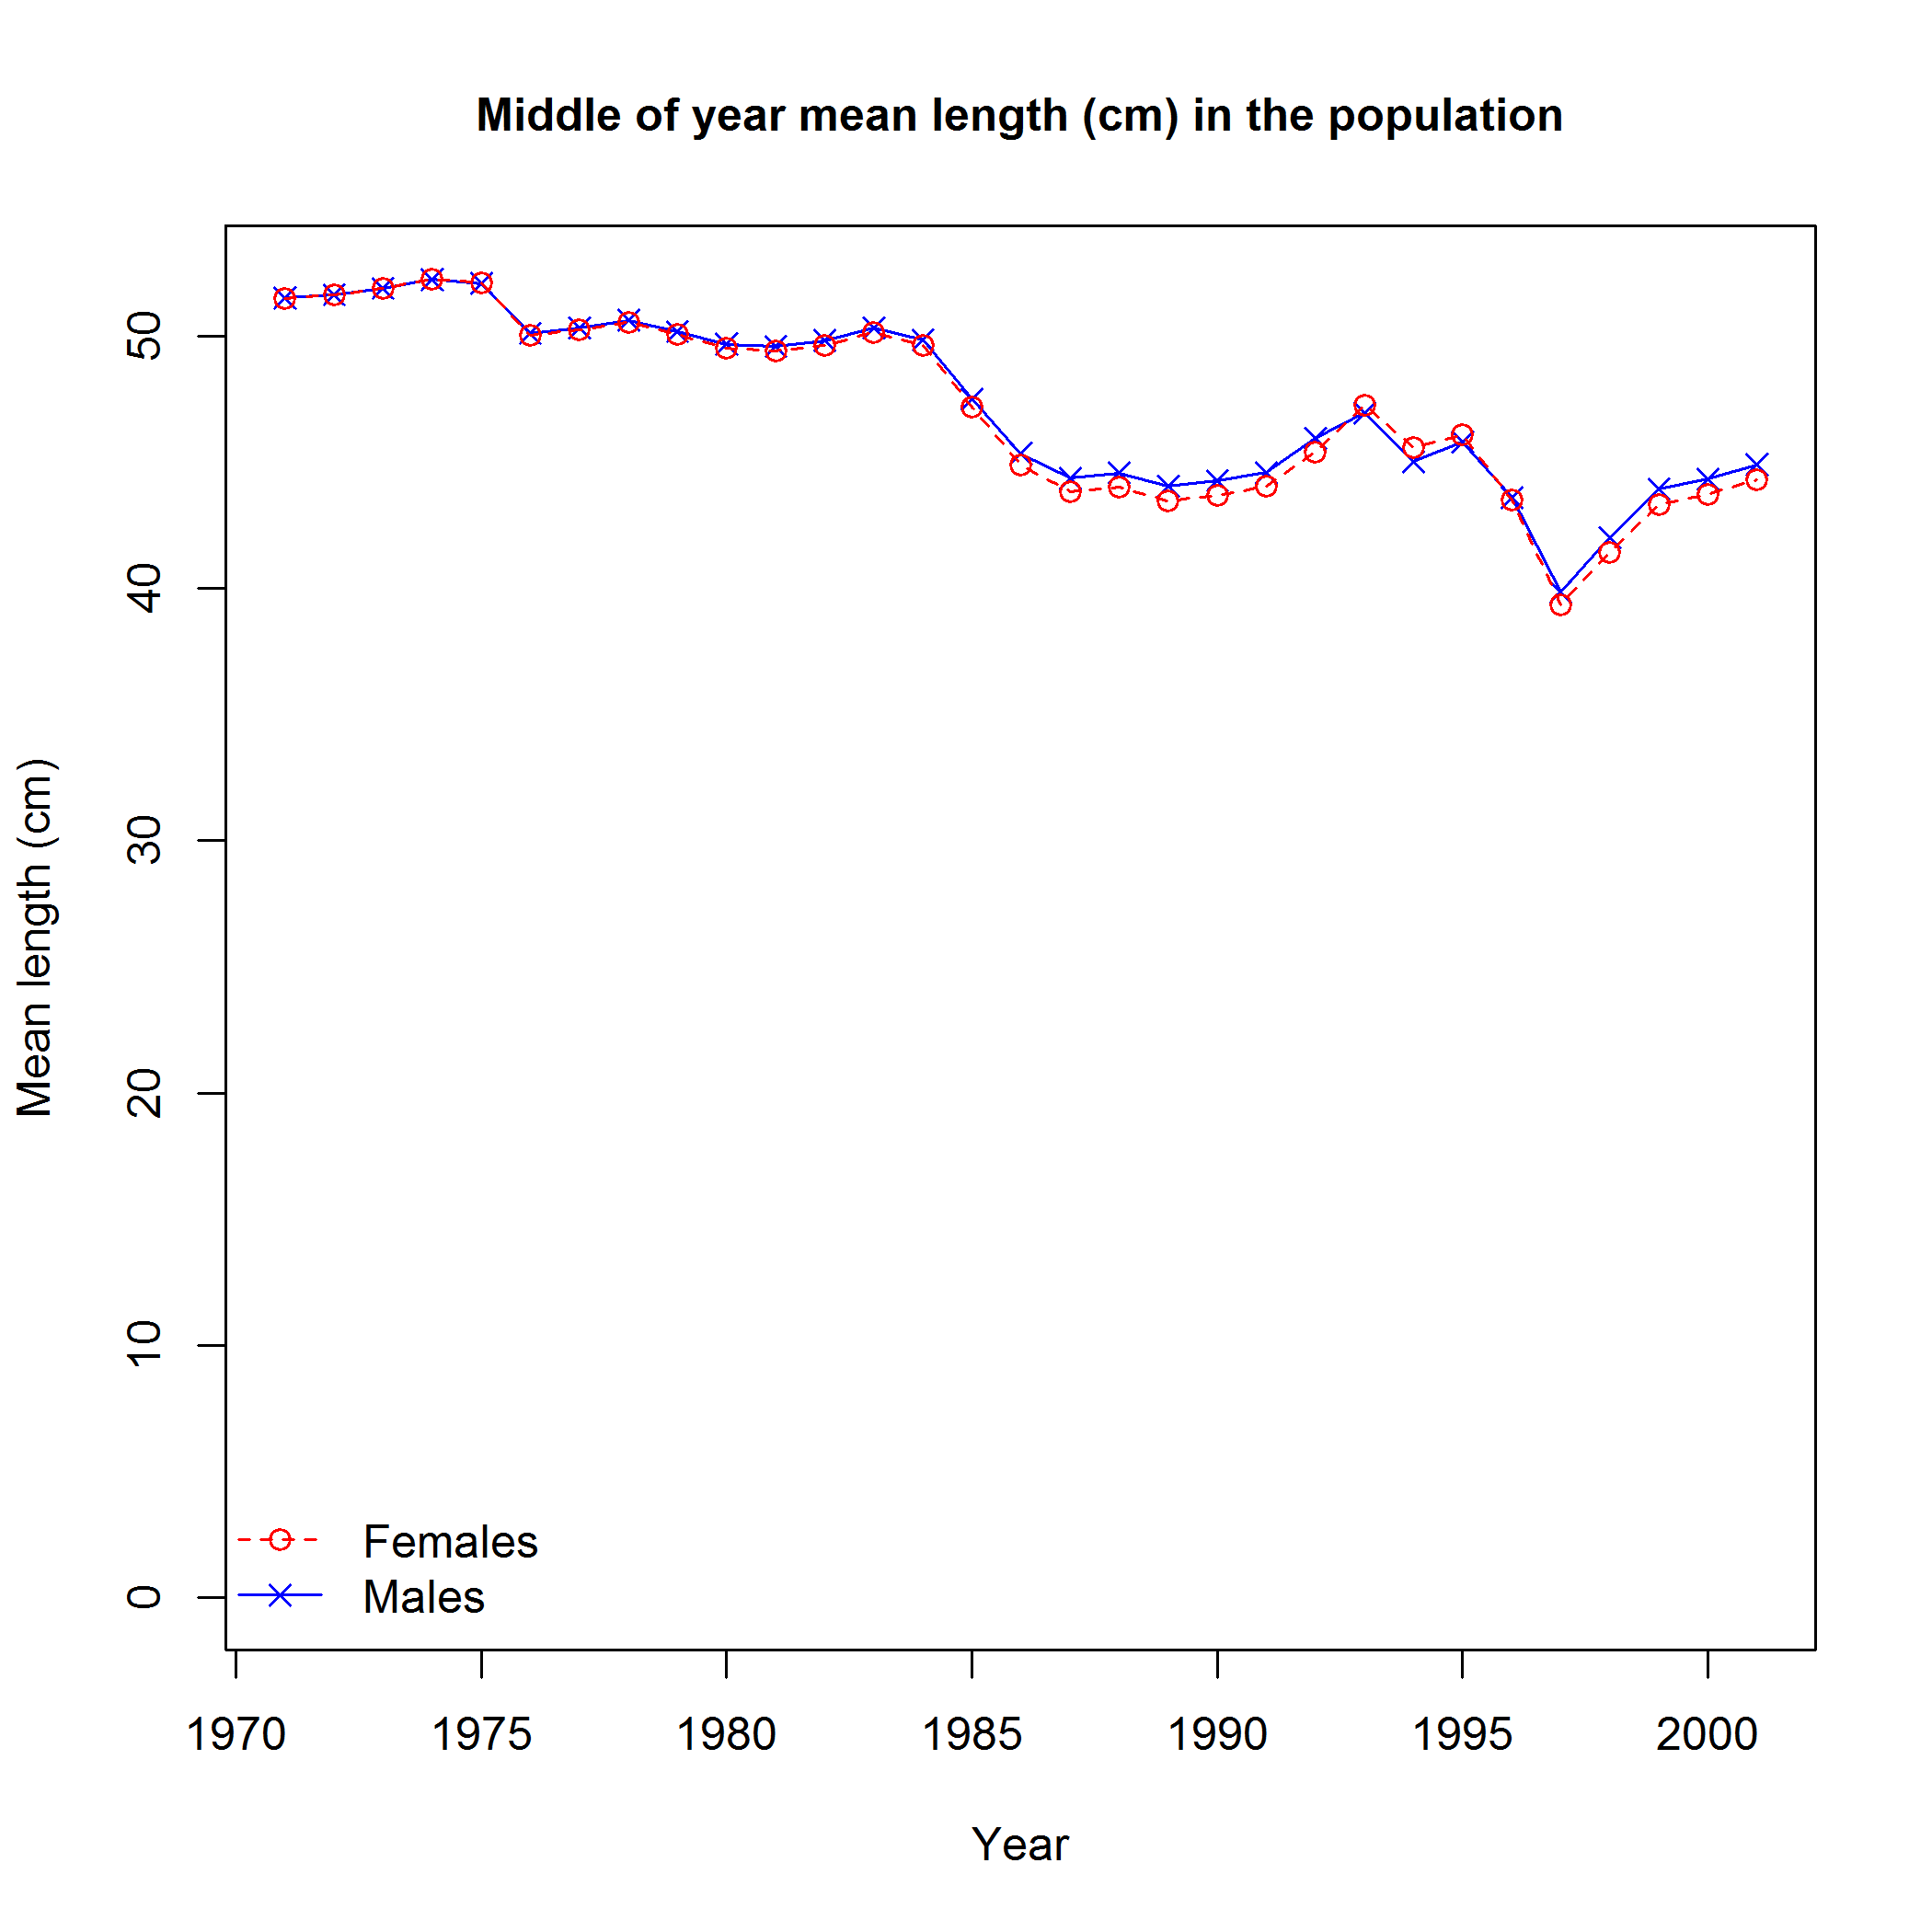 Middle of year mean length (cm) in the population
Mean length (cm)
50
40
30
20
10
0
Females
Males
1970 1975 1980 1985 1990 1995 2000
Year